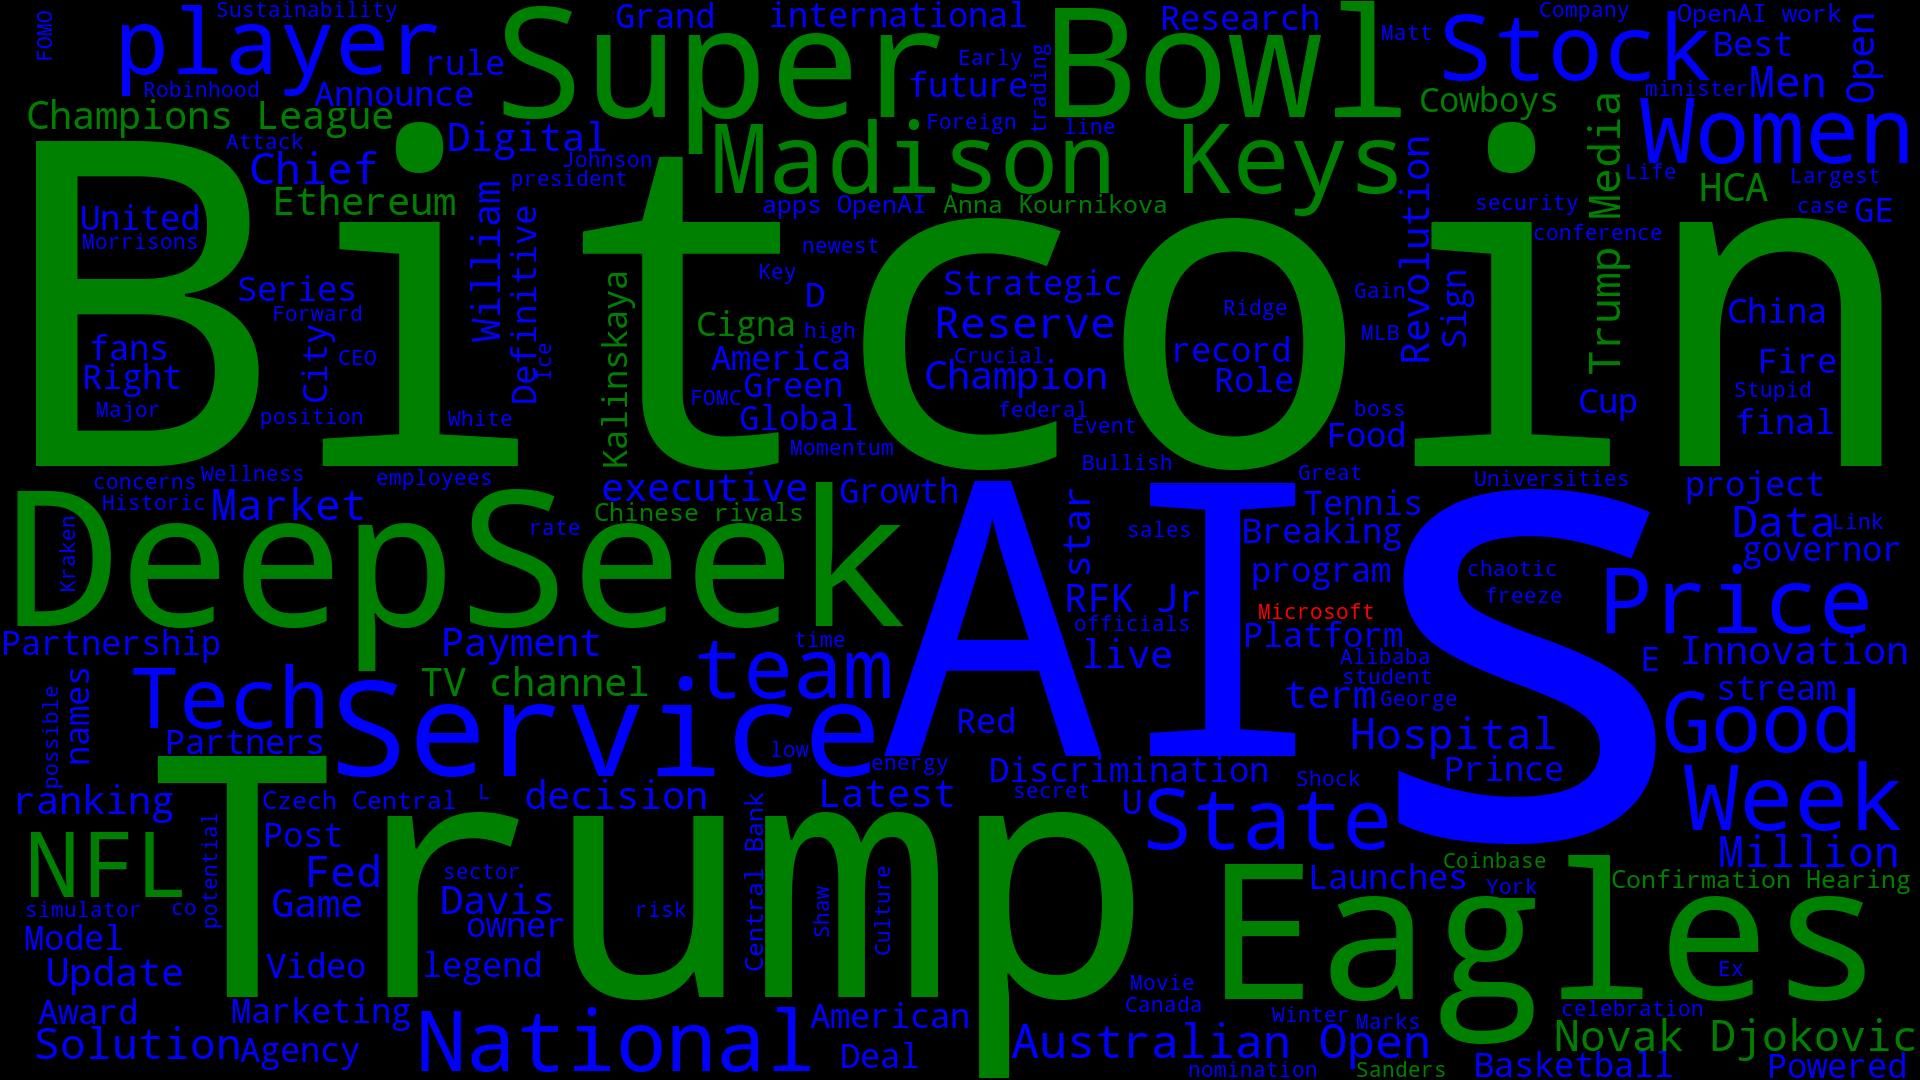 FOMO
Sustainability
player
rule
Robinhood
Announce
Super Bowl
Grand
international
Early
future
trading
Research
Matt
Stock
Company
OpenAI work
Best
Open
minister
Men
Champions League
Attack
Chief
Digital
Johnson
president
Foreign
line
Madison Keys
Cowboys
Trump Media
Women
Life
HCA
Largest
case
GE
Ethereum
apps OpenAI
Anna Kournikova
Revolution
security
conference
Bitcoin
United
Morrisons
William
Definitive
newest
Key
D
Strategic
Series
Forward
City
CEO
Ice
Kalinskaya
Cigna
high
Reserve
Ridge
Gain
MLB
Sign
China
fans
Right
Major
position
White
America
Green
FOMC
Global
Momentum
Crucial
Champion
record
Role
federal
Event
Bullish
boss
Food
Cup
Fire
Stupid
final
concerns
Wellness
Historic
employees
Market
executive
Growth
Chinese rivals
rate
Kraken
Great
Tennis
Universities
project
DeepSeek
AI
S
star
sales
Breaking
program
chaotic
freeze
Data
Link
governor
Price
RFK Jr
officials
Microsoft
Platform
Partnership
Payment
time
live
Alibaba
student
E
Innovation
possible
names
Tech
TV channel
team
Service
Red
term
George
stream
Good
Partners
low
energy
Hospital
Prince
ranking
Czech Central
L
decision
Latest
Discrimination
secret
Shock
U
State
Week
Million
NFL
potential
Trump
Post
Fed
Game
sector
Davis
owner
risk
Central Bank
Shaw
Culture
Coinbase
Launches
York
Confirmation Hearing
Eagles
simulator
co
Model
Update
Video
legend
Ex
Movie
Canada
Award
Marketing
National
American
Winter
Marks
celebration
Solution
Agency
Deal
Australian Open
Novak Djokovic
nomination
Sanders
Basketball
Powered